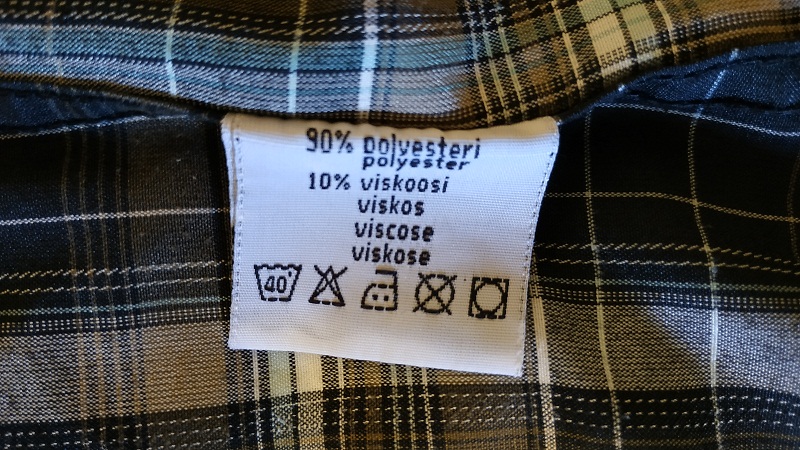 90% polyesteri
polyester
10% viskoosi
viskos
viscose
viskose
40°